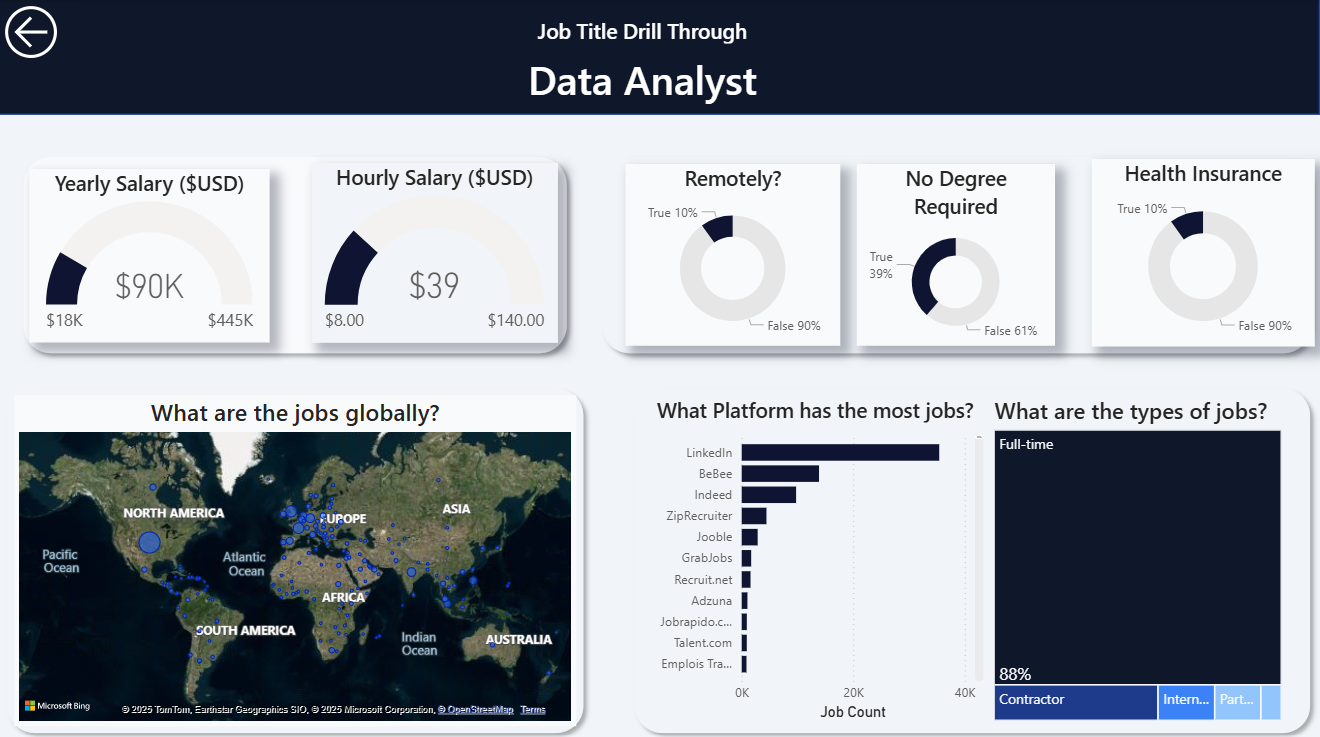 Job Title Drill Through
Data Analyst
Yearly Salary ($USD)
$90K
$18K
$445K
Hourly Salary ($USD)
$39
$8.00
$140.00
Remotely?
True 10%
False 90%
No Degree
Required
True
39%
False 61%
Health Insurance
True 10%
False 90%
What are the jobs globally?
NORTH AMERICA
EUROPE
ASIA
Pacific
Ocean
Atlantic
Ocean
AFRICA
SOUTH AMERICA
Indian
Ocean
AUSTRALIA
Microsoft Bing
© 2025 TomTom, Earthstar Geographics SIO, © 2025 Microsoft Corporation, © OpenStreetMap Terms
What Platform has the most jobs?
LinkedIn
BeBee
Indeed
ZipRecruiter
Jooble
GrabJobs
Recruit.net
Adzuna
Jobrapido.c...
Talent.com
Emplois Tra...
0K
20K
40K
Job Count
What are the types of jobs?
Full-time
88%
Contractor
Intern...
Part...